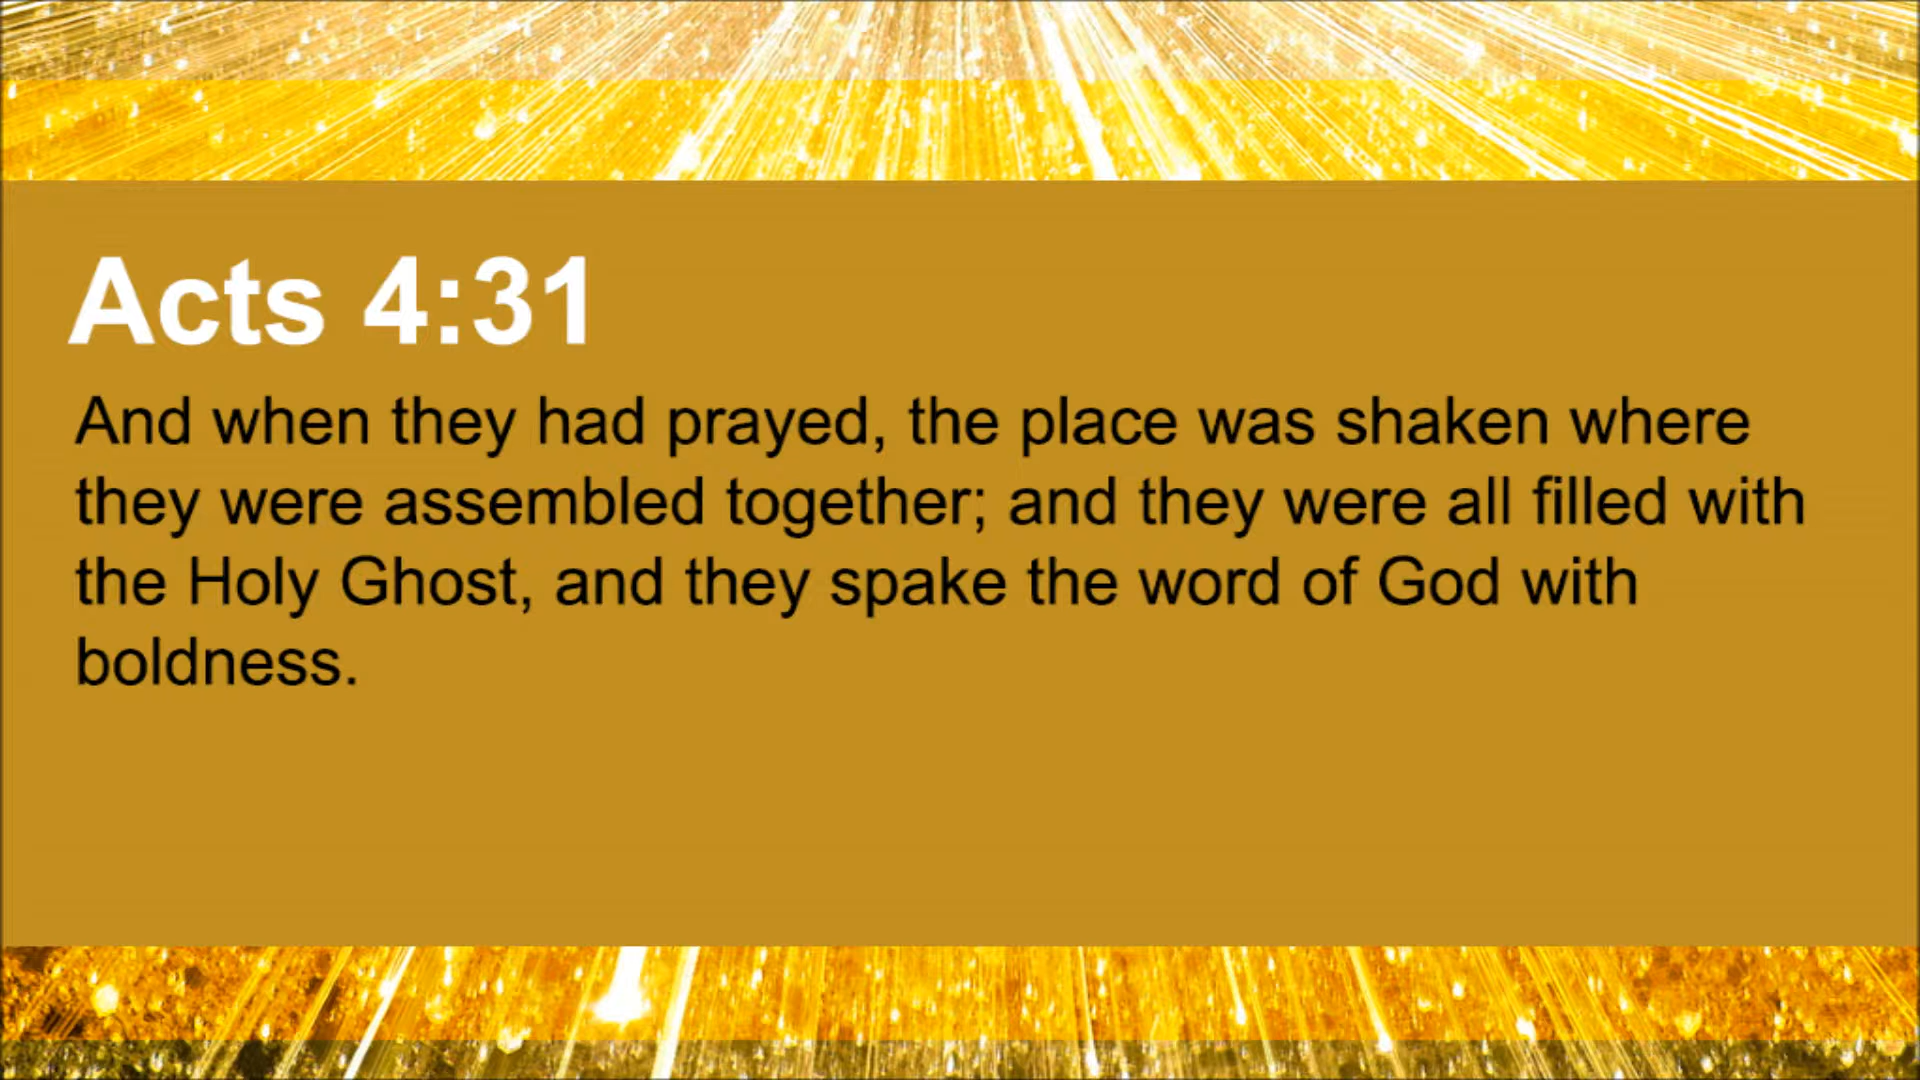 Acts 4:31
And when they had prayed, the place was shaken where
they were assembled together; and they were all filled with
the Holy Ghost, and they spake the word of God with
boldness.